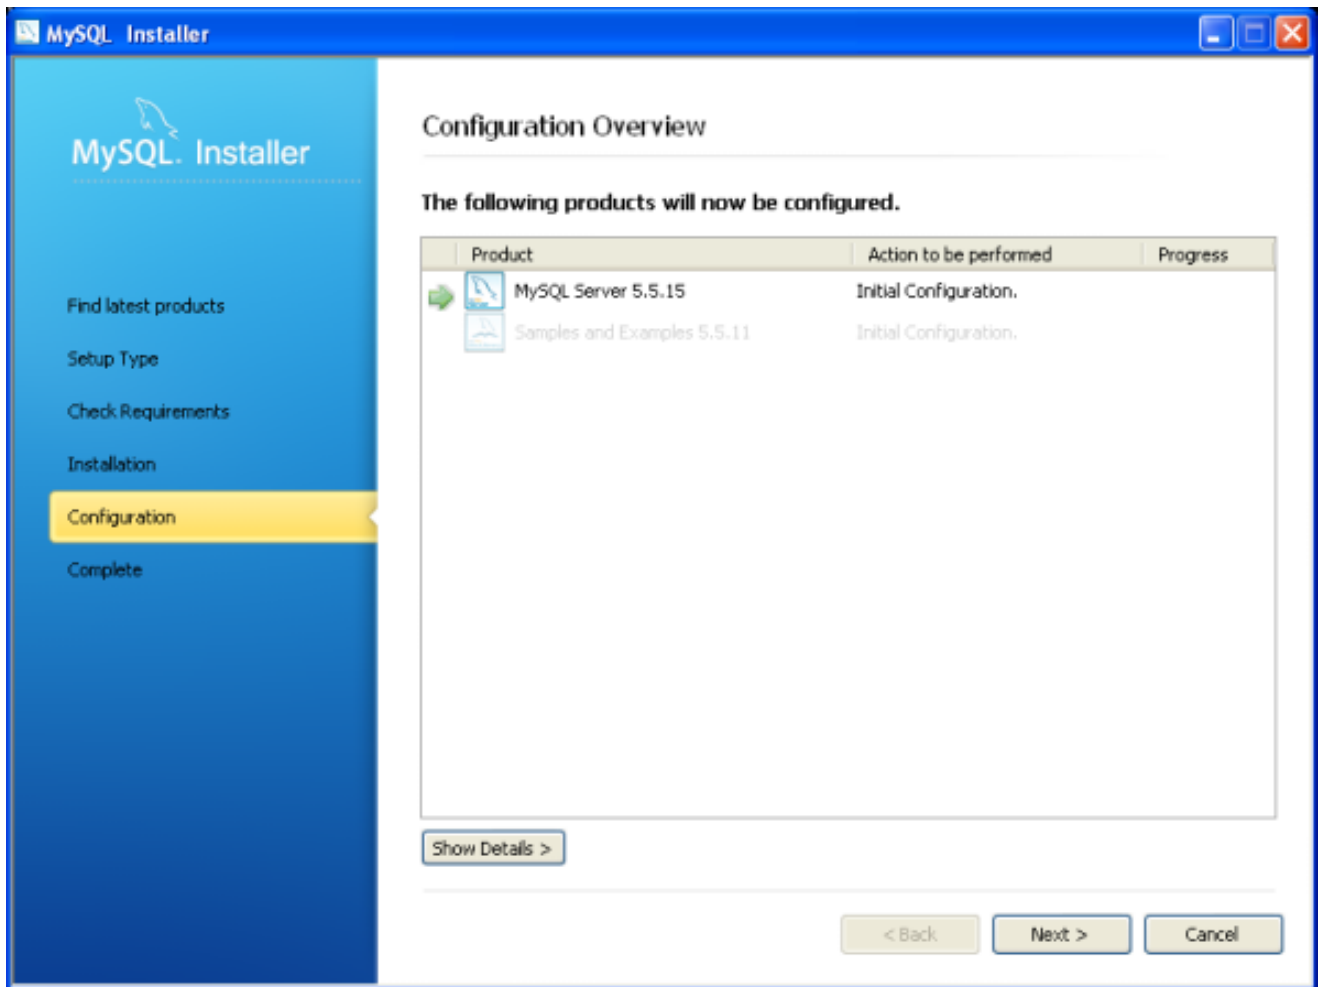 MySQL Installer
MySQL. Installer
Find latest products
Setup Type
Check Requirements
Installation
Configuration
Complete
Configuration Overview
The following products will now be configured.
Product Action to be performed Progress
MySQL Server 5.5.15 Initial Configuration.
Samples and Examples 5.5.11 Initial Configuration.
Show Details >
< Back Next > Cancel